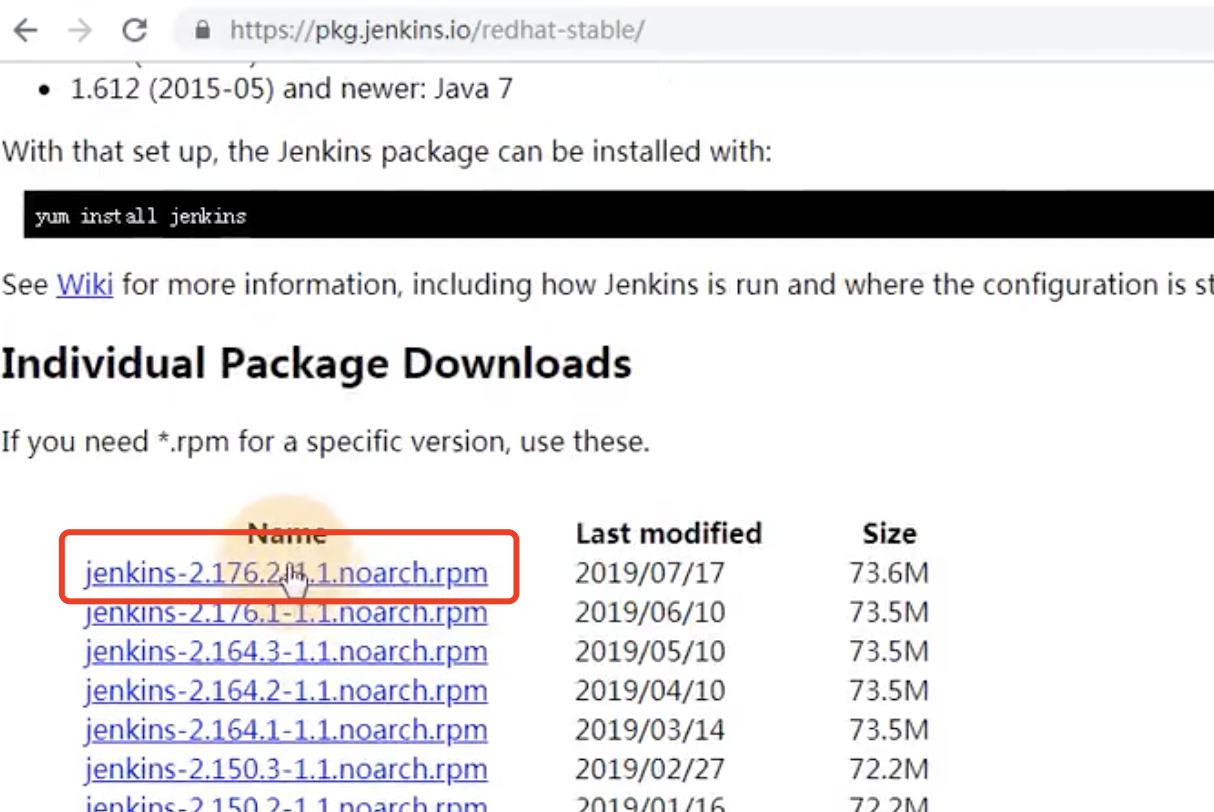 https://pkg.jenkins.io/redhat-stable/
• 1.612 (2015-05) and newer: Java 7
With that set up, the Jenkins package can be installed with:
yum install jenkins
See Wiki for more information, including how Jenkins is run and where the configuration is st
Individual Package Downloads
If you need *.rpm for a specific version, use these.
Name Last modified Size
jenkins-2.176.2-1.1.noarch.rpm 2019/07/17 73.6M
jenkins-2.176.1-1.1.noarch.rpm 2019/06/10 73.5M
jenkins-2.164.3-1.1.noarch.rpm 2019/05/10 73.5M
jenkins-2.164.2-1.1.noarch.rpm 2019/04/10 73.5M
jenkins-2.164.1-1.1.noarch.rpm 2019/03/14 73.5M
jenkins-2.150.3-1.1.noarch.rpm 2019/02/27 72.2M
jenkins-2.150.2-1.1.noarch.rpm 2019/01/16 72.2M